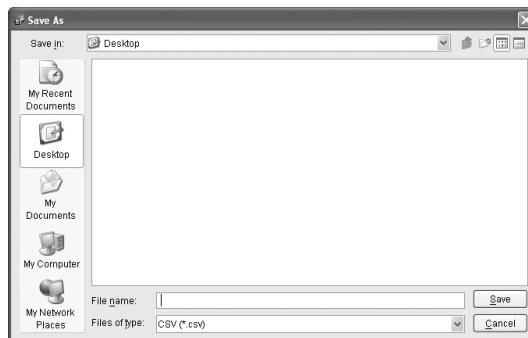 Save As
Save in:
Desktop
My Recent
Documents
Desktop
My
Documents
My Computer
My Network
Places
File name:
Save
Files of type:
CSV (*.csv)
Cancel